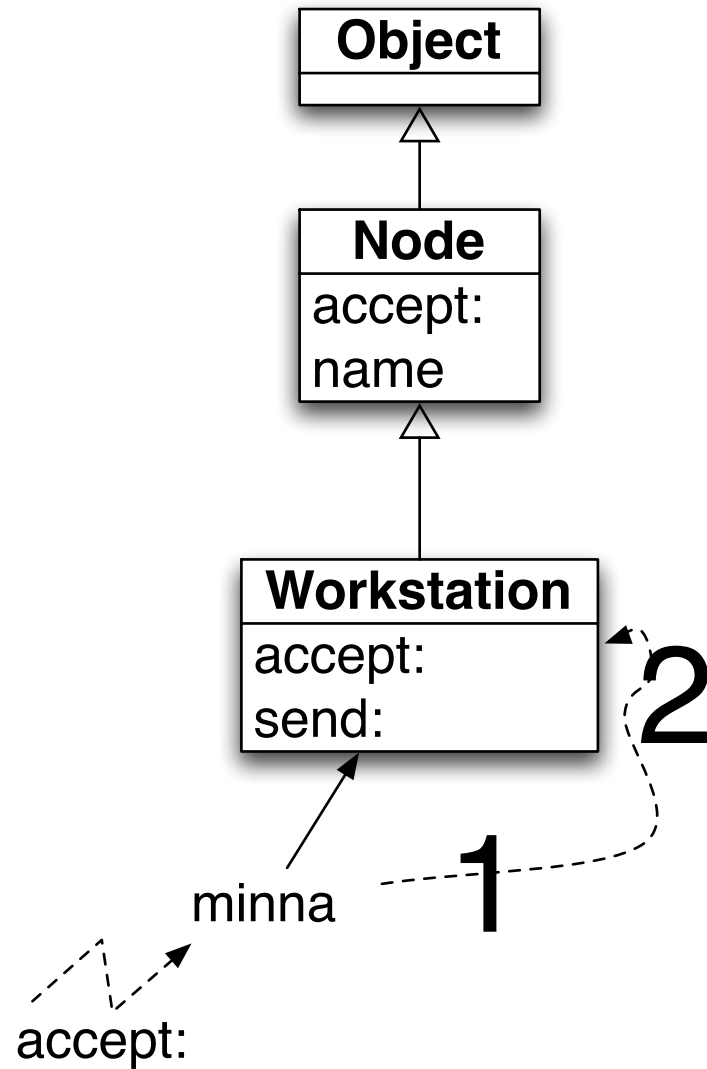 Object
Node
accept:
name
Workstation
accept:
send:
2
1
minna
accept: